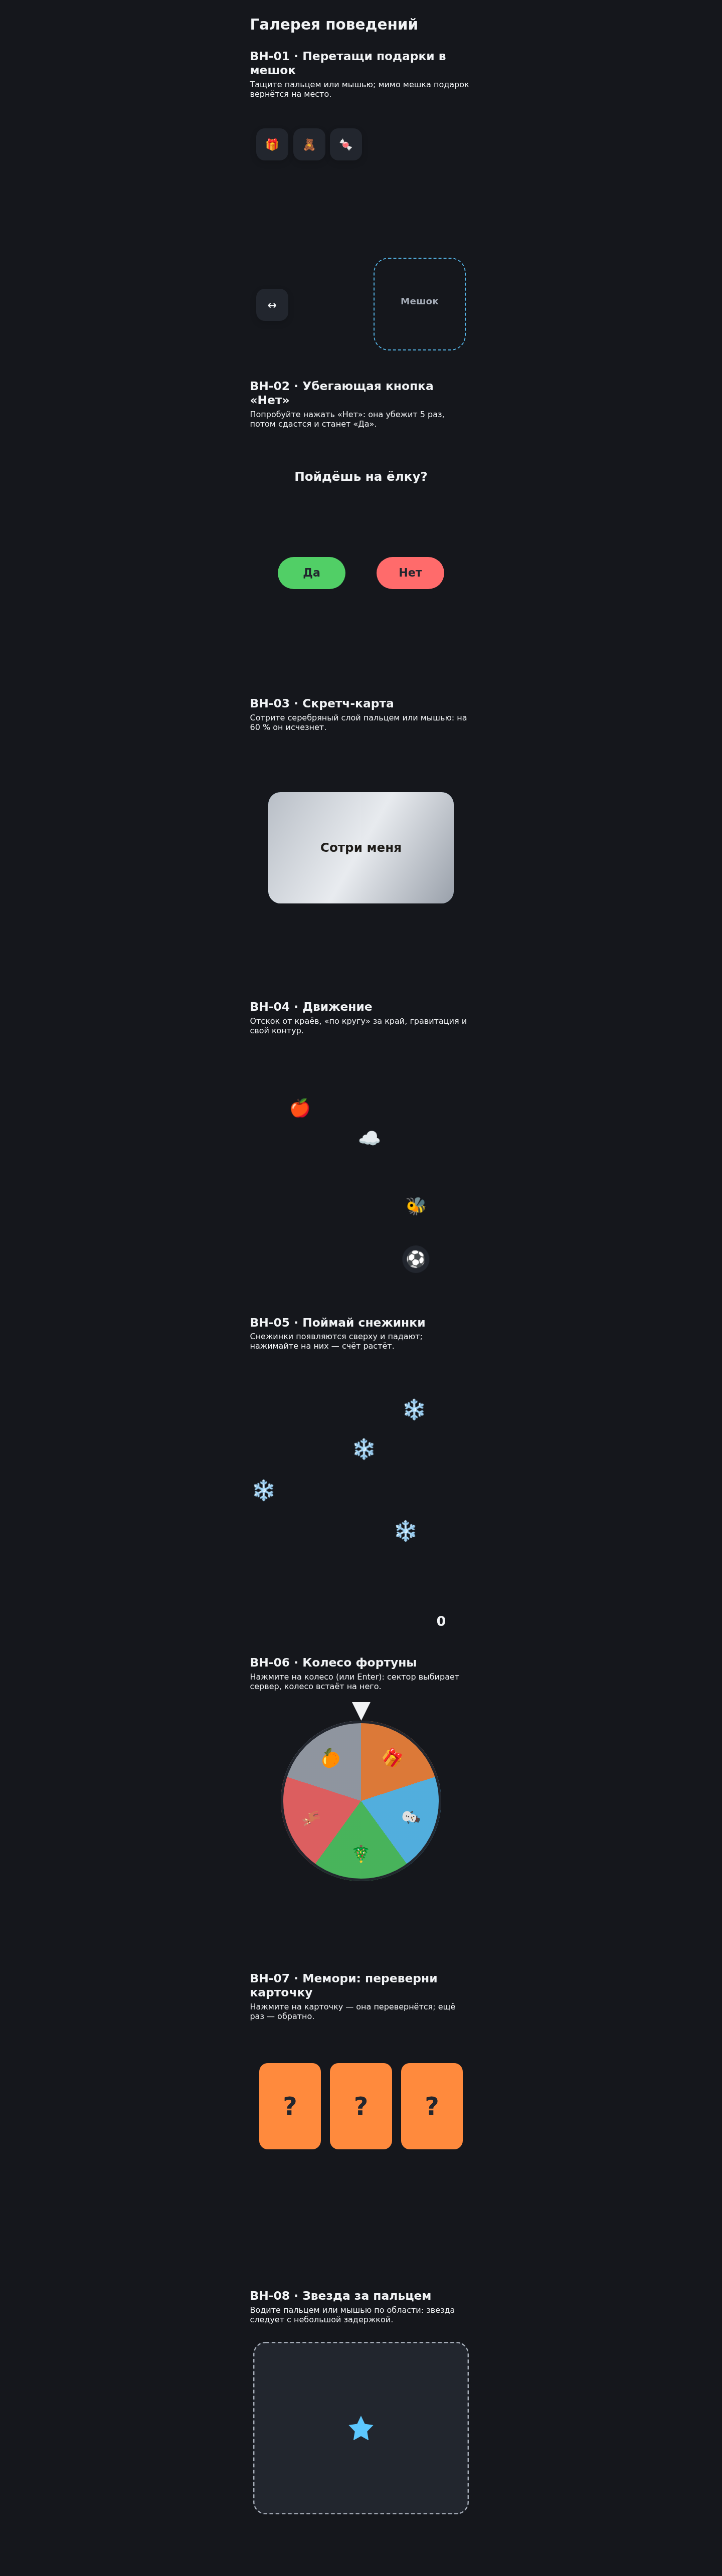 Галерея поведений
BH-01 · Перетащи подарки в
мешок
Тащите пальцем или мышью; мимо мешка подарок
вернётся на место.
↔
Мешок
BH-02 · Убегающая кнопка
«Нет»
Попробуйте нажать «Нет»: она убежит 5 раз,
потом сдастся и станет «Да».
Пойдёшь на ёлку?
Да
Нет
BH-03 · Скретч-карта
Сотрите серебряный слой пальцем или мышью: на
60 % он исчезнет.
Сотри меня
BH-04 · Движение
Отскок от краёв, «по кругу» за край, гравитация и
свой контур.
BH-05 · Поймай снежинки
Снежинки появляются сверху и падают;
нажимайте на них — счёт растёт.
0
BH-06 · Колесо фортуны
Нажмите на колесо (или Enter): сектор выбирает
сервер, колесо встаёт на него.
BH-07 · Мемори: переверни
карточку
Нажмите на карточку — она перевернётся; ещё
раз — обратно.
?
?
?
BH-08 · Звезда за пальцем
Водите пальцем или мышью по области: звезда
следует с небольшой задержкой.